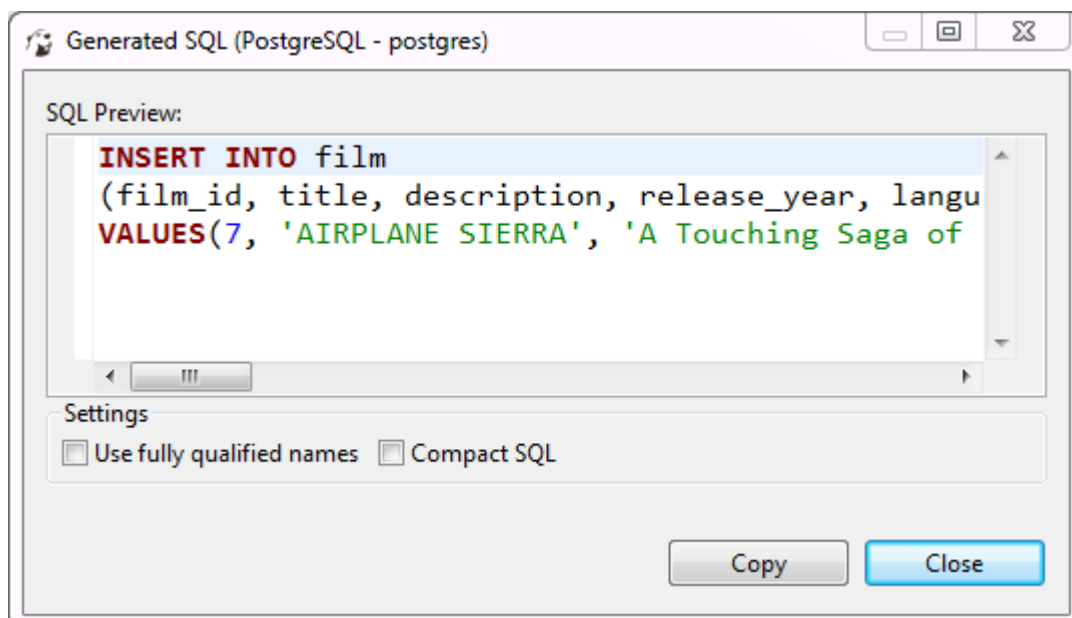 Generated SQL (PostgreSQL - postgres)
SQL Preview:
INSERT INTO film
(film_id, title, description, release_year, langu
VALUES(7, 'AIRPLANE SIERRA', 'A Touching Saga of
Settings
Use fully qualified names Compact SQL
Copy Close